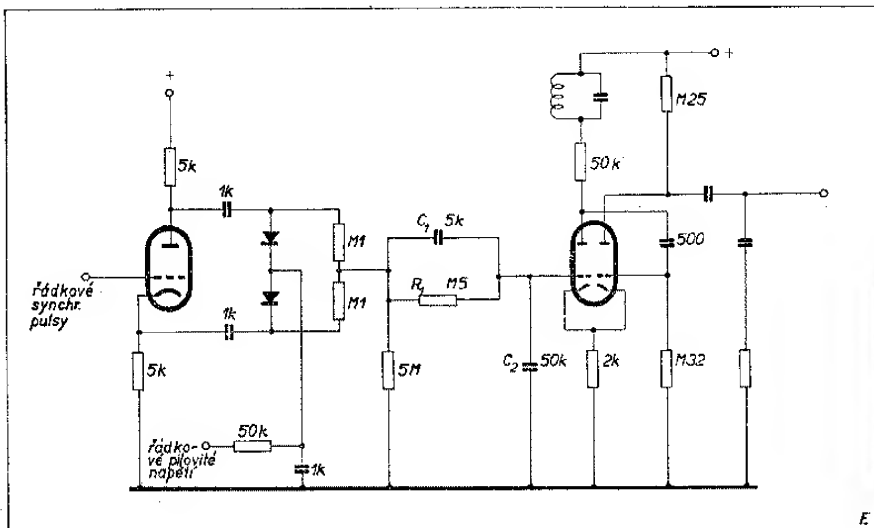 +
5k
1k
M1
M1
1k
5k
řádkové
synchr.
pulsy
řádko-
vé pilovité
napětí
50k
1k
C₁ 5k
R₁ M5
5M
C₂ 50k
+
M25
50k
500
2k
M32
E